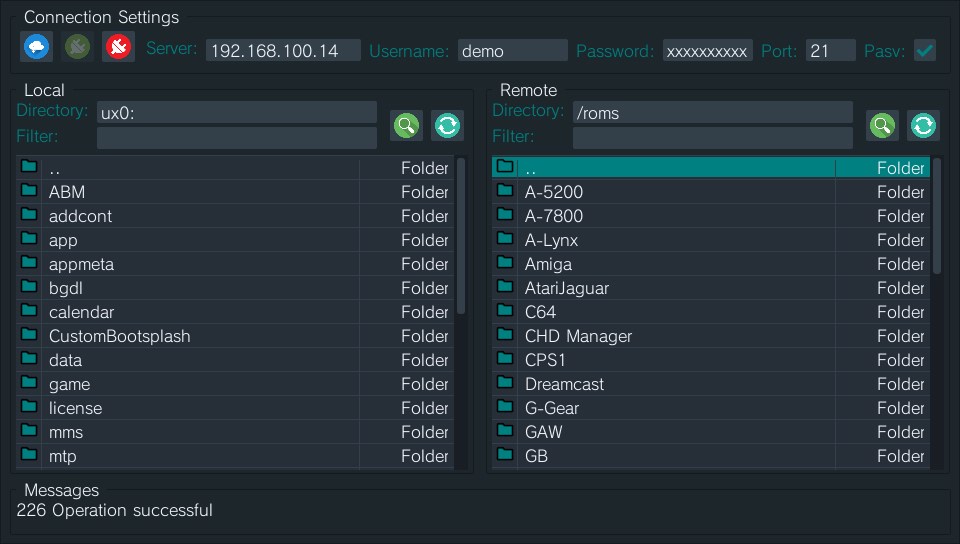 Connection Settings
Server: 192.168.100.14 Username: demo Password: xxxxxxxxxx Port: 21 Pasv:
Local
Directory: ux0:
Filter:
.. Folder
ABM Folder
addcont Folder
app Folder
appmeta Folder
bgdl Folder
calendar Folder
CustomBootsplash Folder
data Folder
game Folder
license Folder
mms Folder
mtp Folder
Remote
Directory: /roms
Filter:
.. Folder
A-5200 Folder
A-7800 Folder
A-Lynx Folder
Amiga Folder
AtariJaguar Folder
C64 Folder
CHD Manager Folder
CPS1 Folder
Dreamcast Folder
G-Gear Folder
GAW Folder
GB Folder
Messages
226 Operation successful